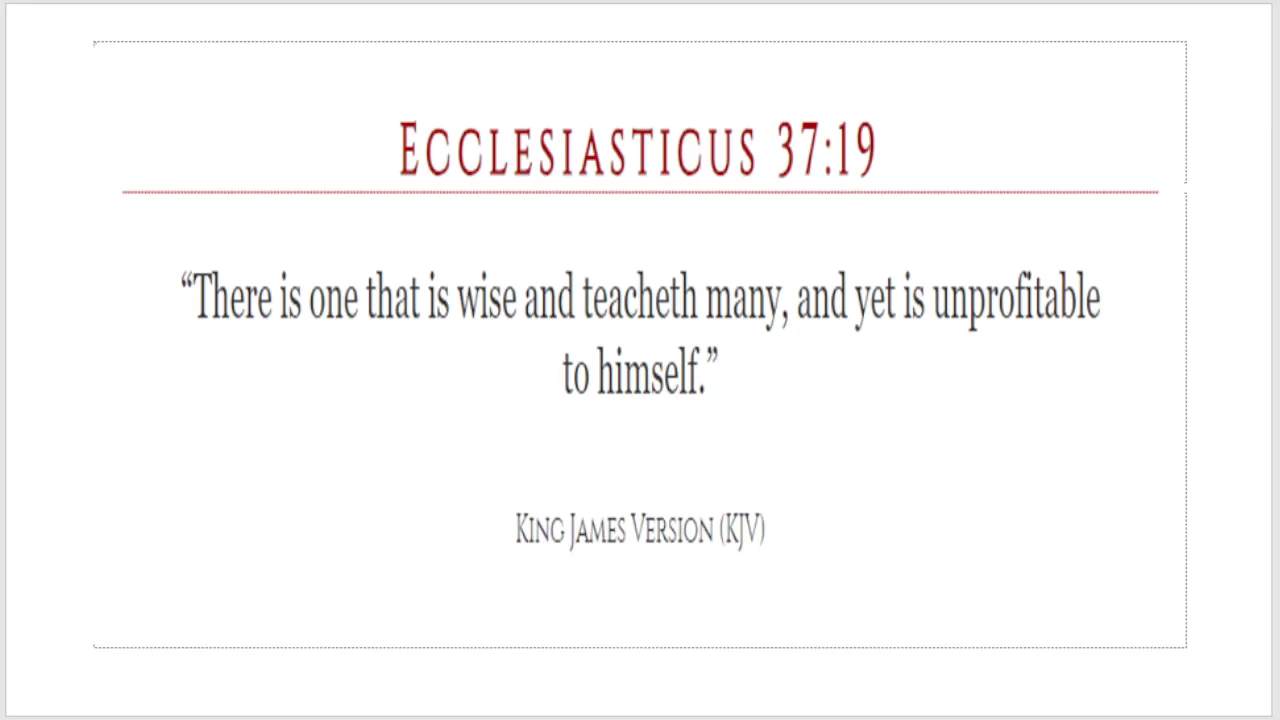 Ecclesiasticus 37:19
“There is one that is wise and teacheth many, and yet is unprofitable
to himself.”
King James Version (KJV)